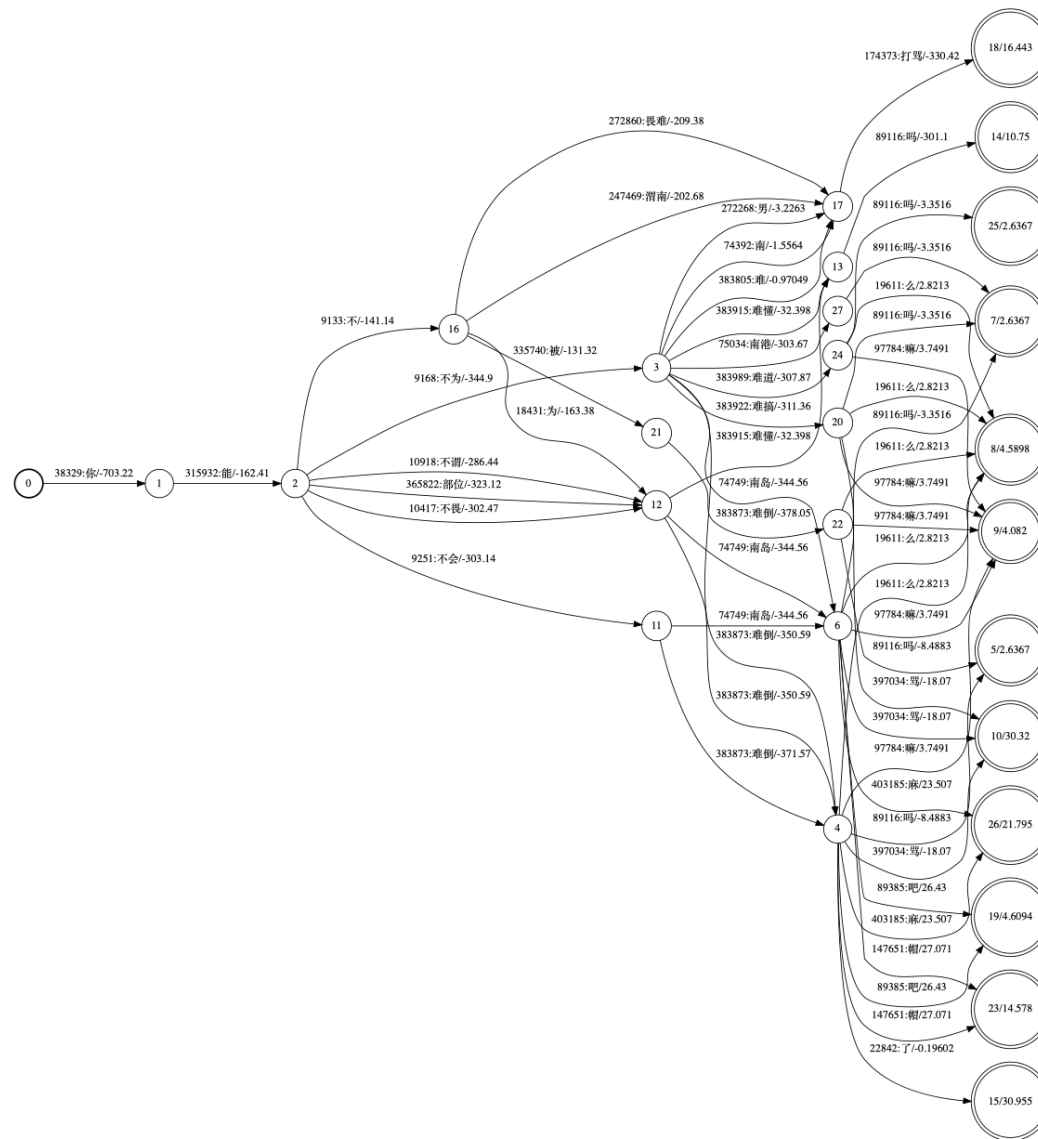 18/16.443
174373:打骂/-330.42
272860:畏难/-209.38
89116:吗/-301.1
14/10.75
247469:渭南/-202.68
272268:男/-3.2263
17
89116:吗/-3.3516
25/2.6367
74392:南/-1.5564
13
89116:吗/-3.3516
383805:难/-0.97049
19611:么/2.8213
383915:难懂/-32.398
27
89116:吗/-3.3516
7/2.6367
9133:不/-141.14
16
75034:南港/-303.67
24
97784:嘛/3.7491
335740:被/-131.32
3
383989:难道/-307.87
9168:不为/-344.9
19611:么/2.8213
383922:难搞/-311.36
18431:为/-163.38
20
89116:吗/-3.3516
21
383915:难懂/-32.398
19611:么/2.8213
8/4.5898
10918:不谓/-286.44
97784:嘛/3.7491
38329:你/-703.22
315932:能/-162.41
365822:部位/-323.12
74749:南岛/-344.56
0
1
2
12
97784:嘛/3.7491
10417:不畏/-302.47
383873:难倒/-378.05
22
9/4.082
19611:么/2.8213
74749:南岛/-344.56
9251:不会/-303.14
19611:么/2.8213
74749:南岛/-344.56
97784:嘛/3.7491
11
6
383873:难倒/-350.59
89116:吗/-8.4883
5/2.6367
397034:骂/-18.07
383873:难倒/-350.59
397034:骂/-18.07
10/30.32
383873:难倒/-371.57
97784:嘛/3.7491
403185:麻/23.507
89116:吗/-8.4883
26/21.795
4
397034:骂/-18.07
89385:吧/26.43
403185:麻/23.507
19/4.6094
147651:帽/27.071
89385:吧/26.43
23/14.578
147651:帽/27.071
22842:了/-0.19602
15/30.955